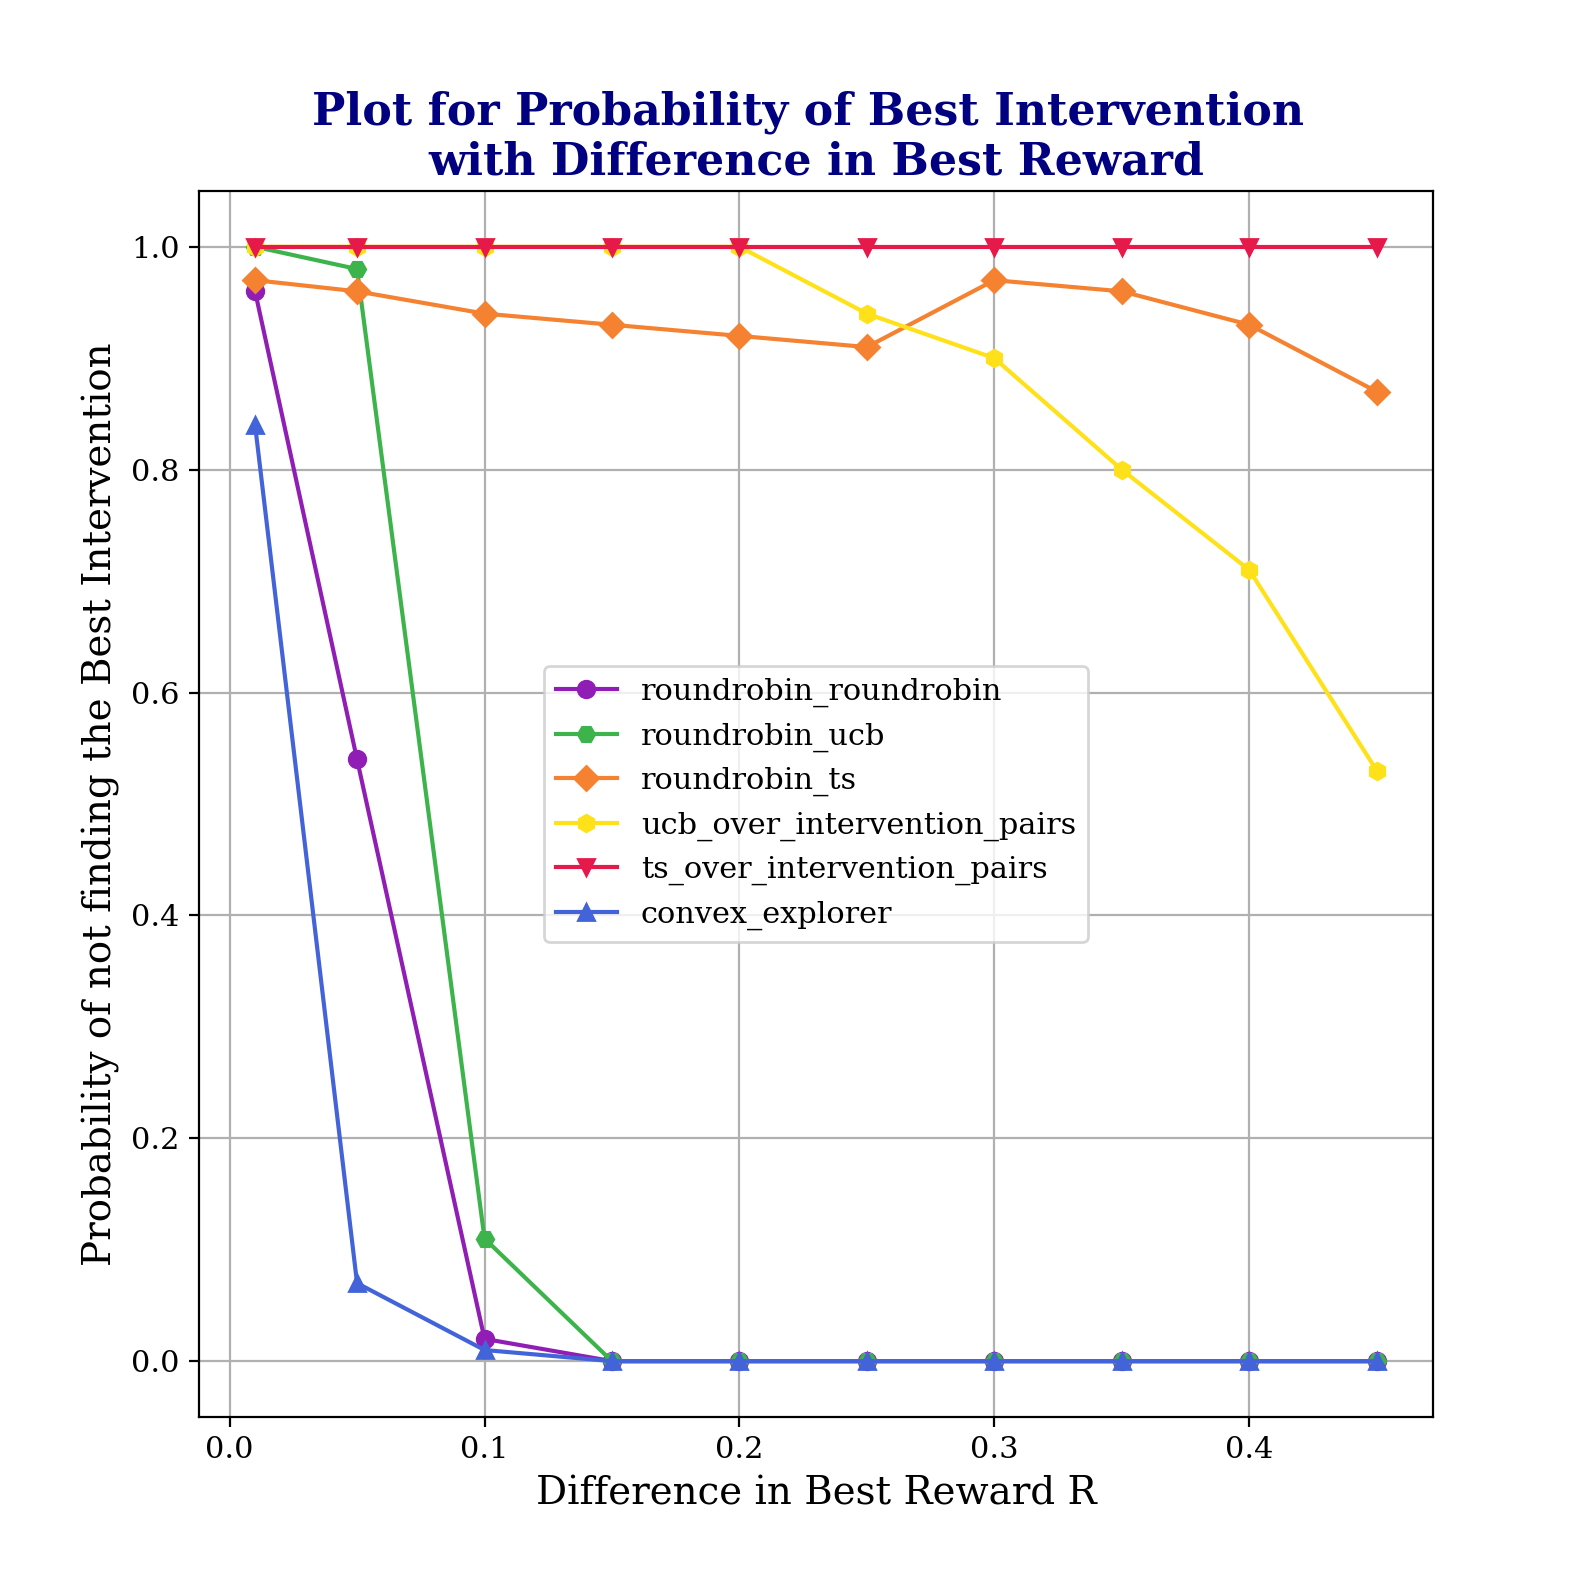 Plot for Probability of Best Intervention
with Difference in Best Reward
Probability of not finding the Best Intervention
1.0
0.8
0.6
0.4
0.2
0.0
roundrobin_roundrobin
roundrobin_ucb
roundrobin_ts
ucb_over_intervention_pairs
ts_over_intervention_pairs
convex_explorer
0.0 0.1 0.2 0.3 0.4
Difference in Best Reward R